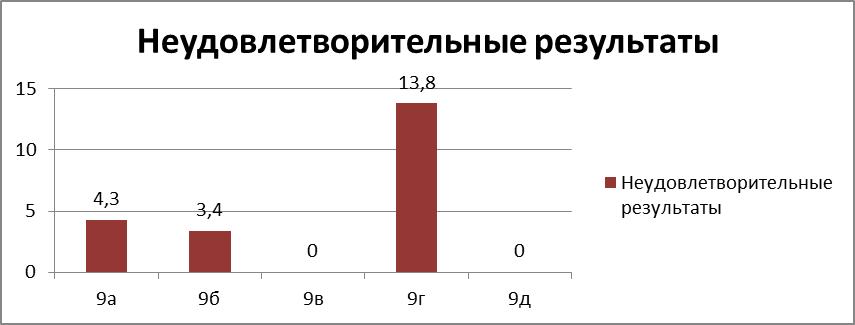 Неудовлетворительные результаты
15
10
5
0
4,3
3,4
0
13,8
0
9а
9б
9в
9г
9д
Неудовлетворительные
результаты